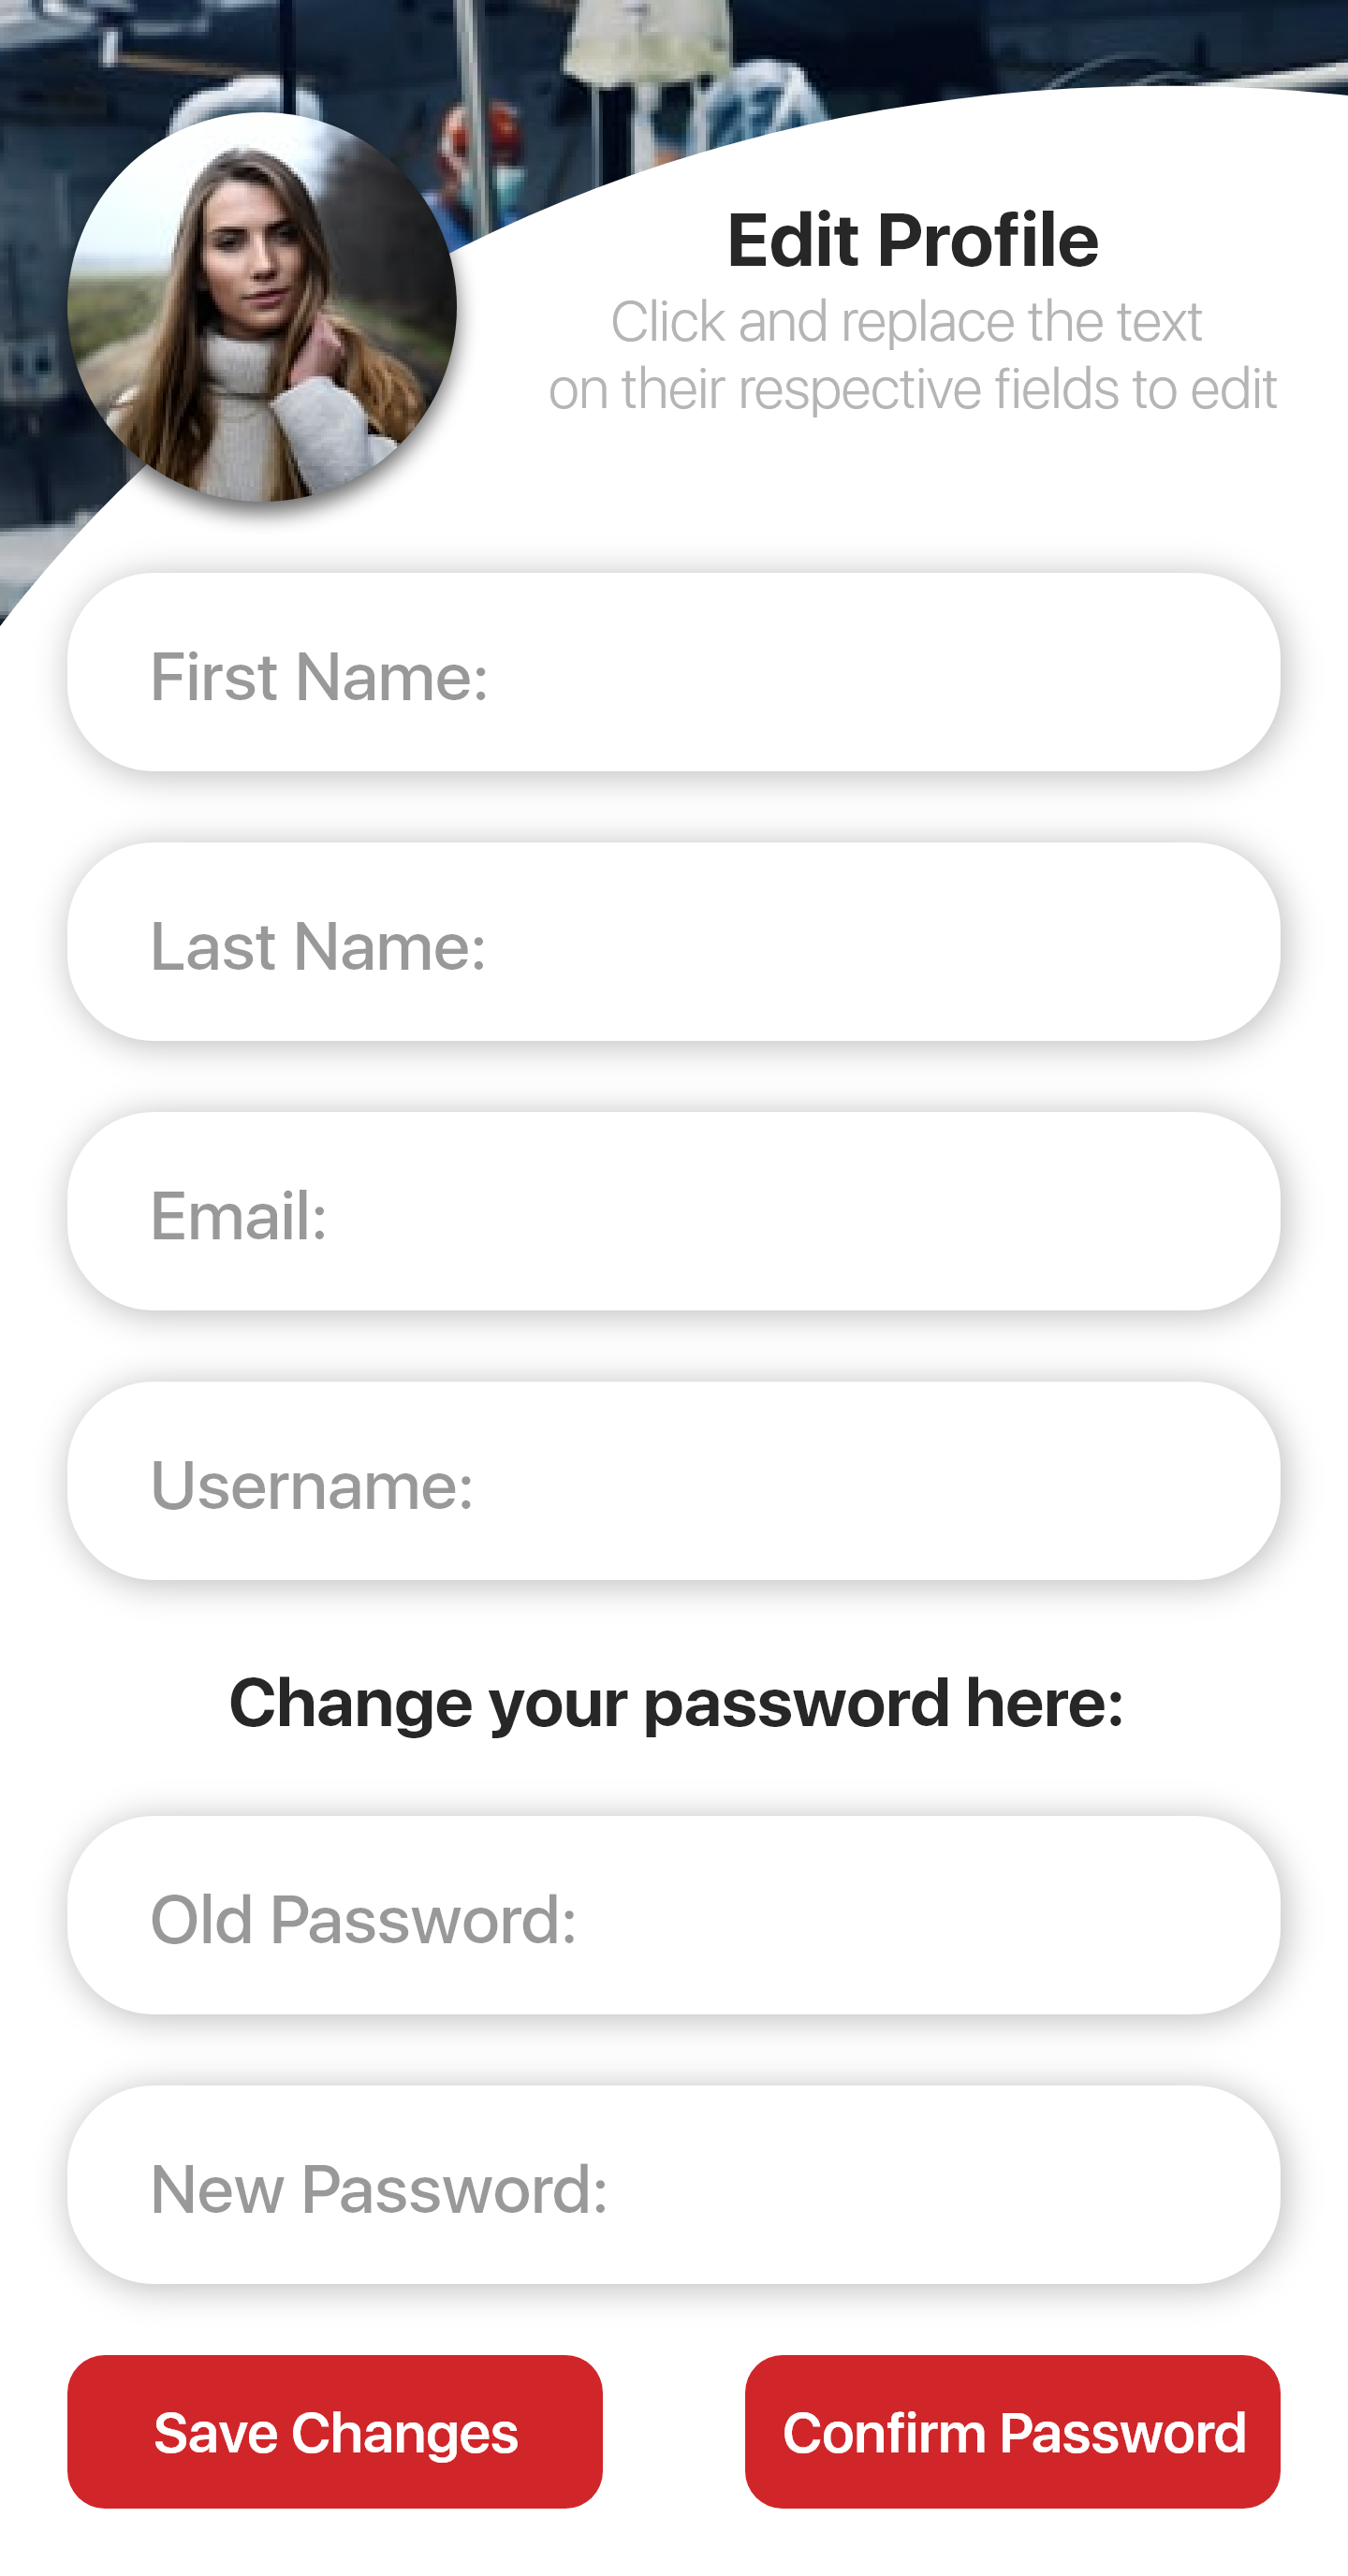 Edit Profile
Click and replace the text
on their respective fields to edit
First Name:
Last Name:
Email:
Username:
Change your password here:
Old Password:
New Password:
Save Changes
Confirm Password